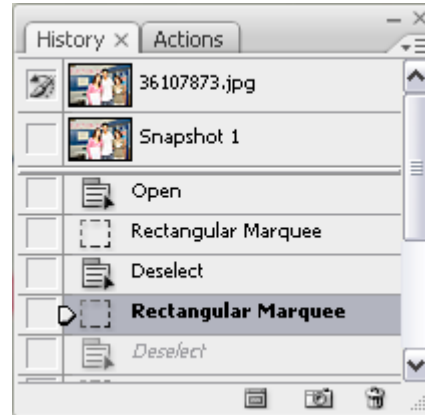 History × Actions
36107873.jpg
Snapshot 1
Open
Rectangular Marquee
Deselect
Rectangular Marquee
Deselect